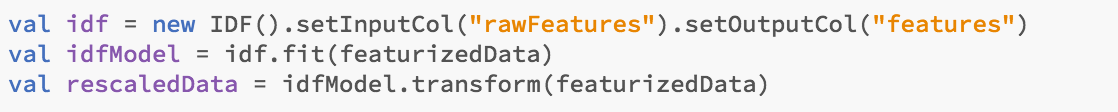 val idf = new IDF().setInputCol("rawFeatures").setOutputCol("features")
val idfModel = idf.fit(featurizedData)
val rescaledData = idfModel.transform(featurizedData)